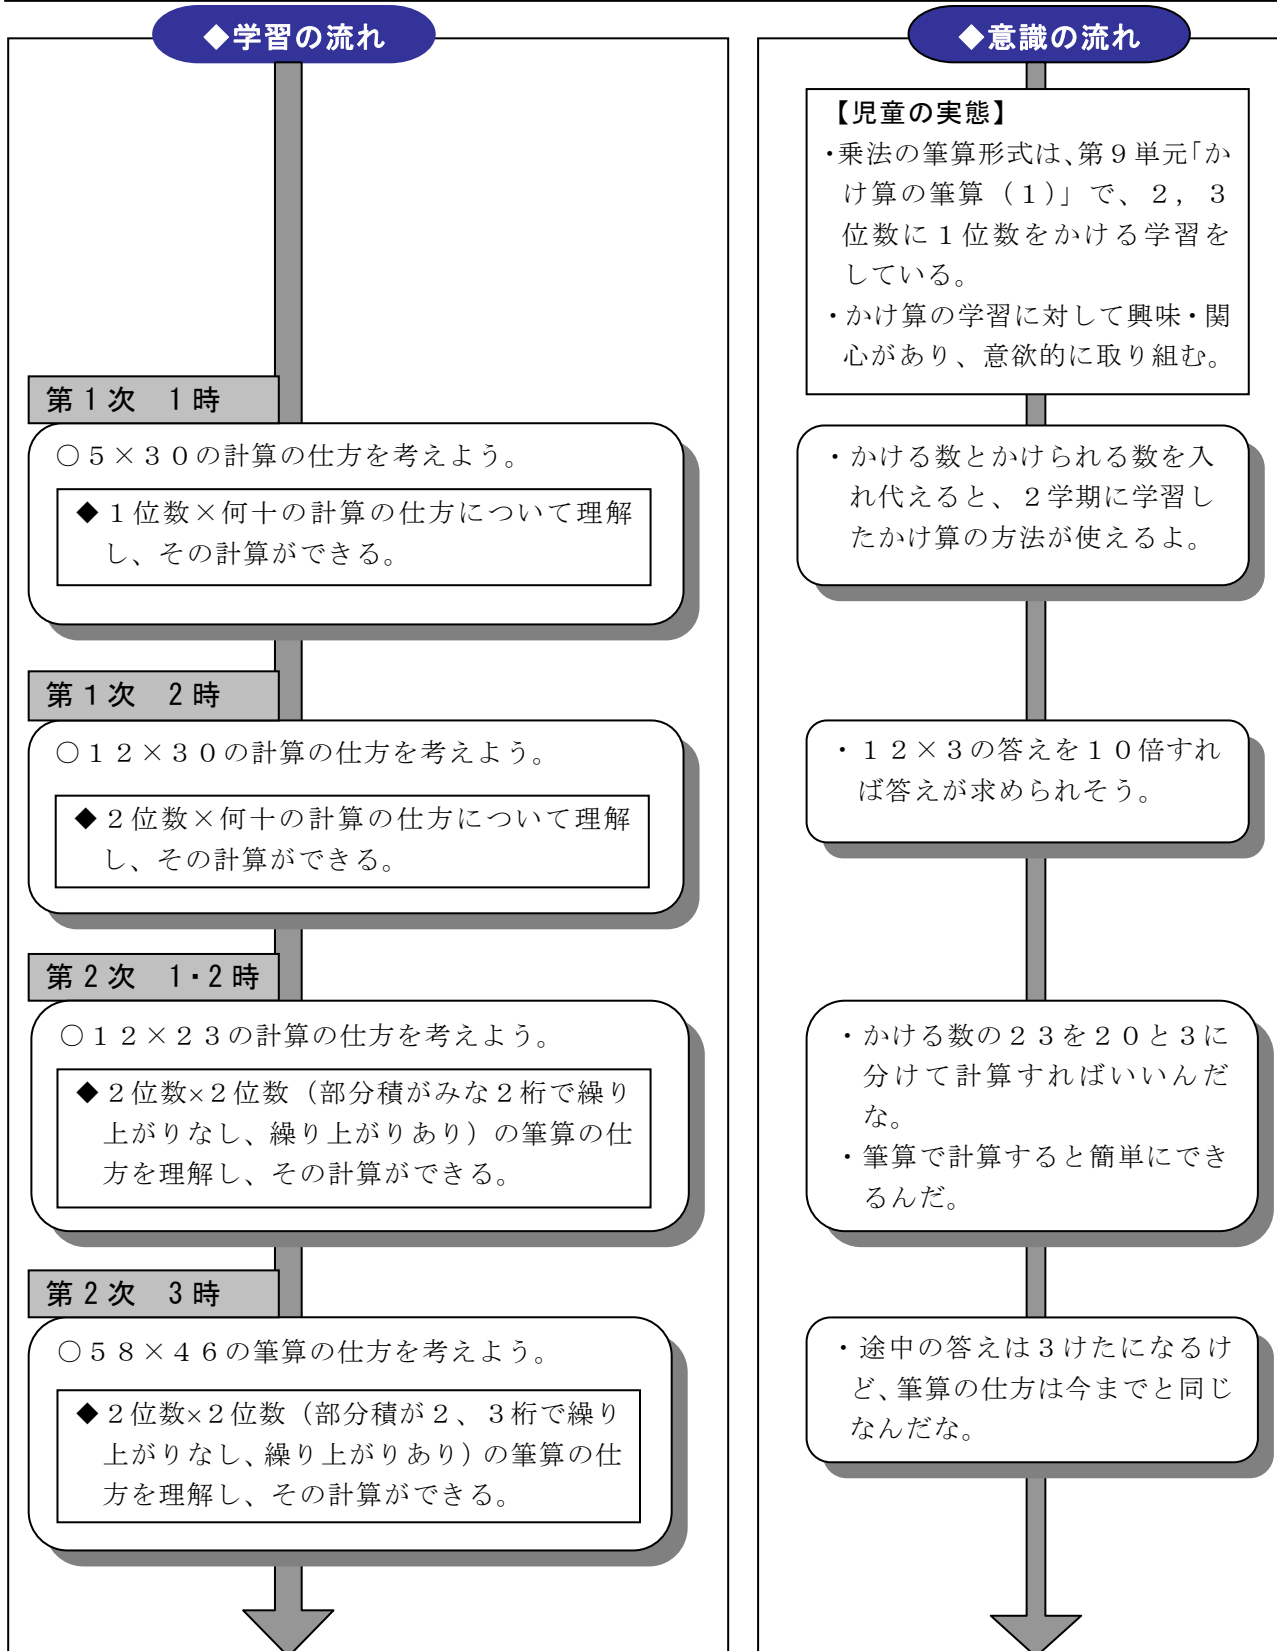 ◆学習の流れ
第１次　１時
○５×３０の計算の仕方を考えよう。
◆１位数×何十の計算の仕方について理解
し、その計算ができる。
第１次　２時
○１２×３０の計算の仕方を考えよう。
◆２位数×何十の計算の仕方について理解
し、その計算ができる。
第２次　１・２時
○１２×２３の計算の仕方を考えよう。
◆２位数×２位数（部分積がみな２桁で繰り
上がりなし、繰り上がりあり）の筆算の仕
方を理解し、その計算ができる。
第２次　３時
○５８×４６の筆算の仕方を考えよう。
◆２位数×２位数（部分積が２、３桁で繰り
上がりなし、繰り上がりあり）の筆算の仕
方を理解し、その計算ができる。
◆意識の流れ
【児童の実態】
・乗法の筆算形式は、第９単元「か
け算の筆算（１）」で、２，３
位数に１位数をかける学習を
している。
・かけ算の学習に対して興味・関
心があり、意欲的に取り組む。
・かける数とかけられる数を入
れ代えると、２学期に学習し
たかけ算の方法が使えるよ。
・１２×３の答えを１０倍すれ
ば答えが求められそう。
・かける数の２３を２０と３に
分けて計算すればいいんだ
な。
・筆算で計算すると簡単にでき
るんだ。
・途中の答えは３けたになるけ
ど、筆算の仕方は今までと同じ
なんだな。